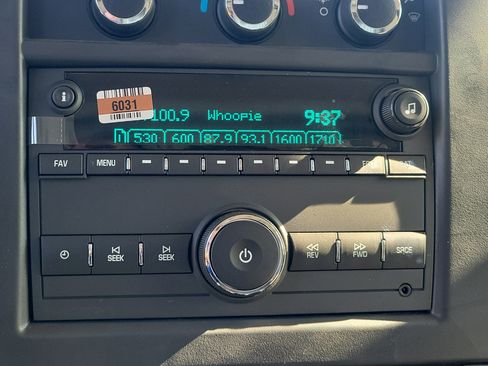 6031
100.9 Whoopie 9:37
530 600 87.9 93.1 1600 1710
FAV MENU
SEEK SEEK REV FWD SRCE